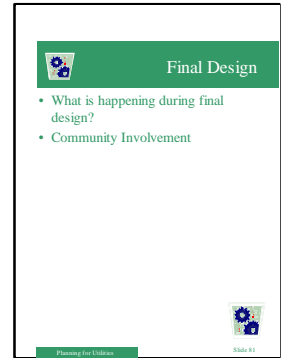 Final Design
• What is happening during final
design?
• Community Involvement
Planning for Utilities
Slide 81